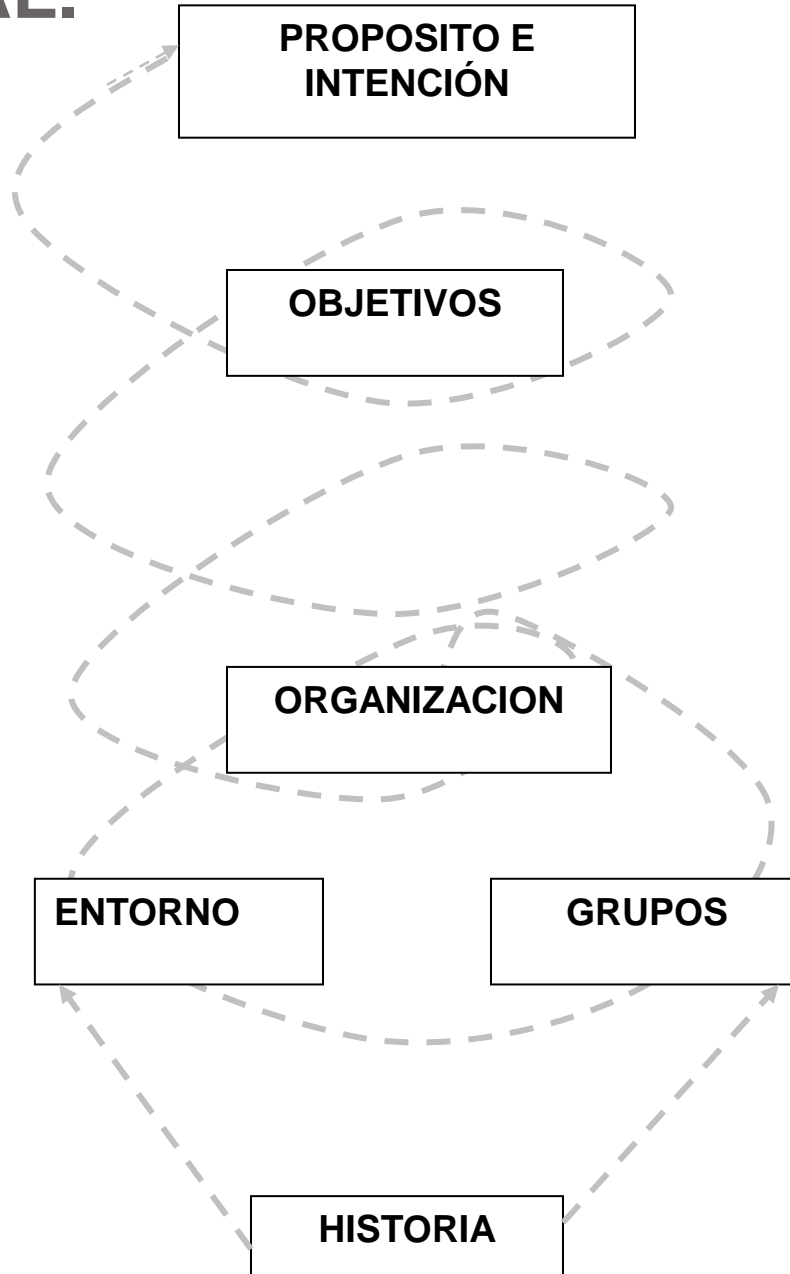 PROPOSITO E
INTENCIÓN
OBJETIVOS
ORGANIZACION
ENTORNO
GRUPOS
HISTORIA